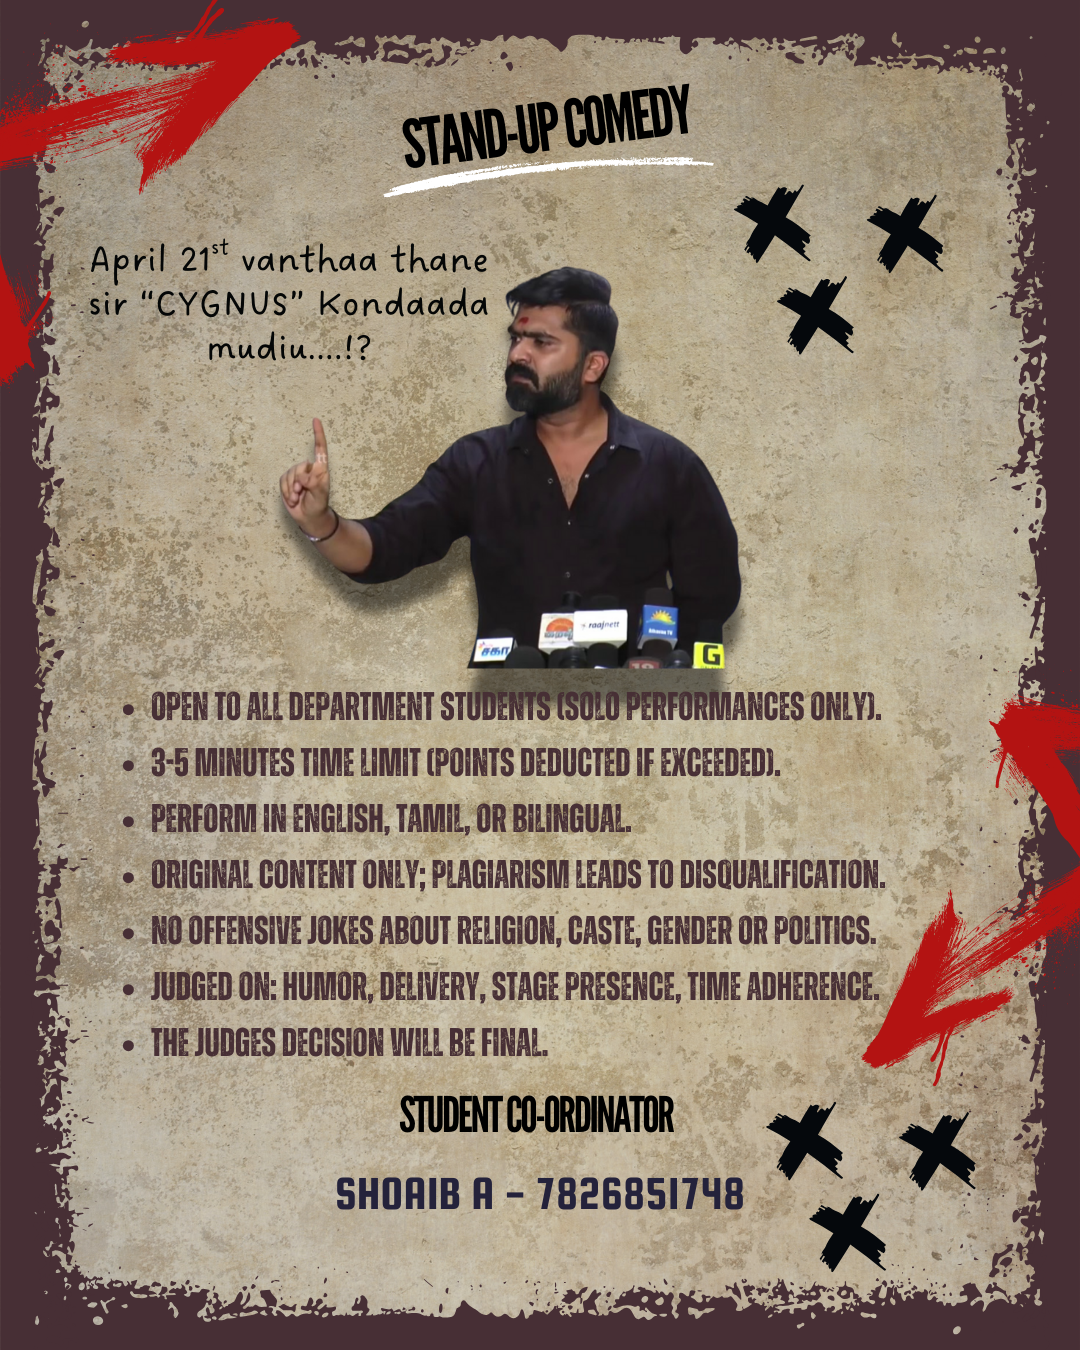 STAND-UP COMEDY
April 21st vanthaa thane
sir “CYGNUS” Kondaada
mudiu....!?
சகா
raajnett
G
OPEN TO ALL DEPARTMENT STUDENTS (SOLO PERFORMANCES ONLY).
3-5 MINUTES TIME LIMIT (POINTS DEDUCTED IF EXCEEDED).
PERFORM IN ENGLISH, TAMIL, OR BILINGUAL.
ORIGINAL CONTENT ONLY; PLAGIARISM LEADS TO DISQUALIFICATION.
NO OFFENSIVE JOKES ABOUT RELIGION, CASTE, GENDER OR POLITICS.
JUDGED ON: HUMOR, DELIVERY, STAGE PRESENCE, TIME ADHERENCE.
THE JUDGES DECISION WILL BE FINAL.
STUDENT CO-ORDINATOR
SHOAIB A - 7826851748